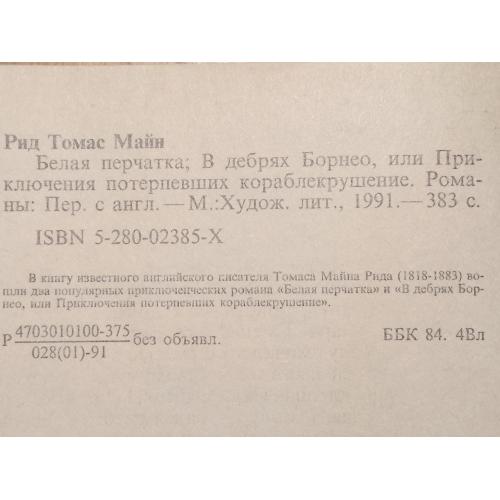 Рид Томас Майн
Белая перчатка; В дебрях Борнео, или При-
ключения потерпевших кораблекрушение. Рома-
ны: Пер. с англ. — М.:Худож. лит., 1991.— 383 с.
ISBN 5-280-02385-X
В книгу известного английского писателя Томаса Майна Рида (1818-1883) во-
шли два популярных приключенческих романа «Белая перчатка» и «В дебрях Бор-
нео, или Приключения потерпевших кораблекрушение».
Р 4703010100-375 без объявл.
028(01)-91
ББК 84. 4Вл